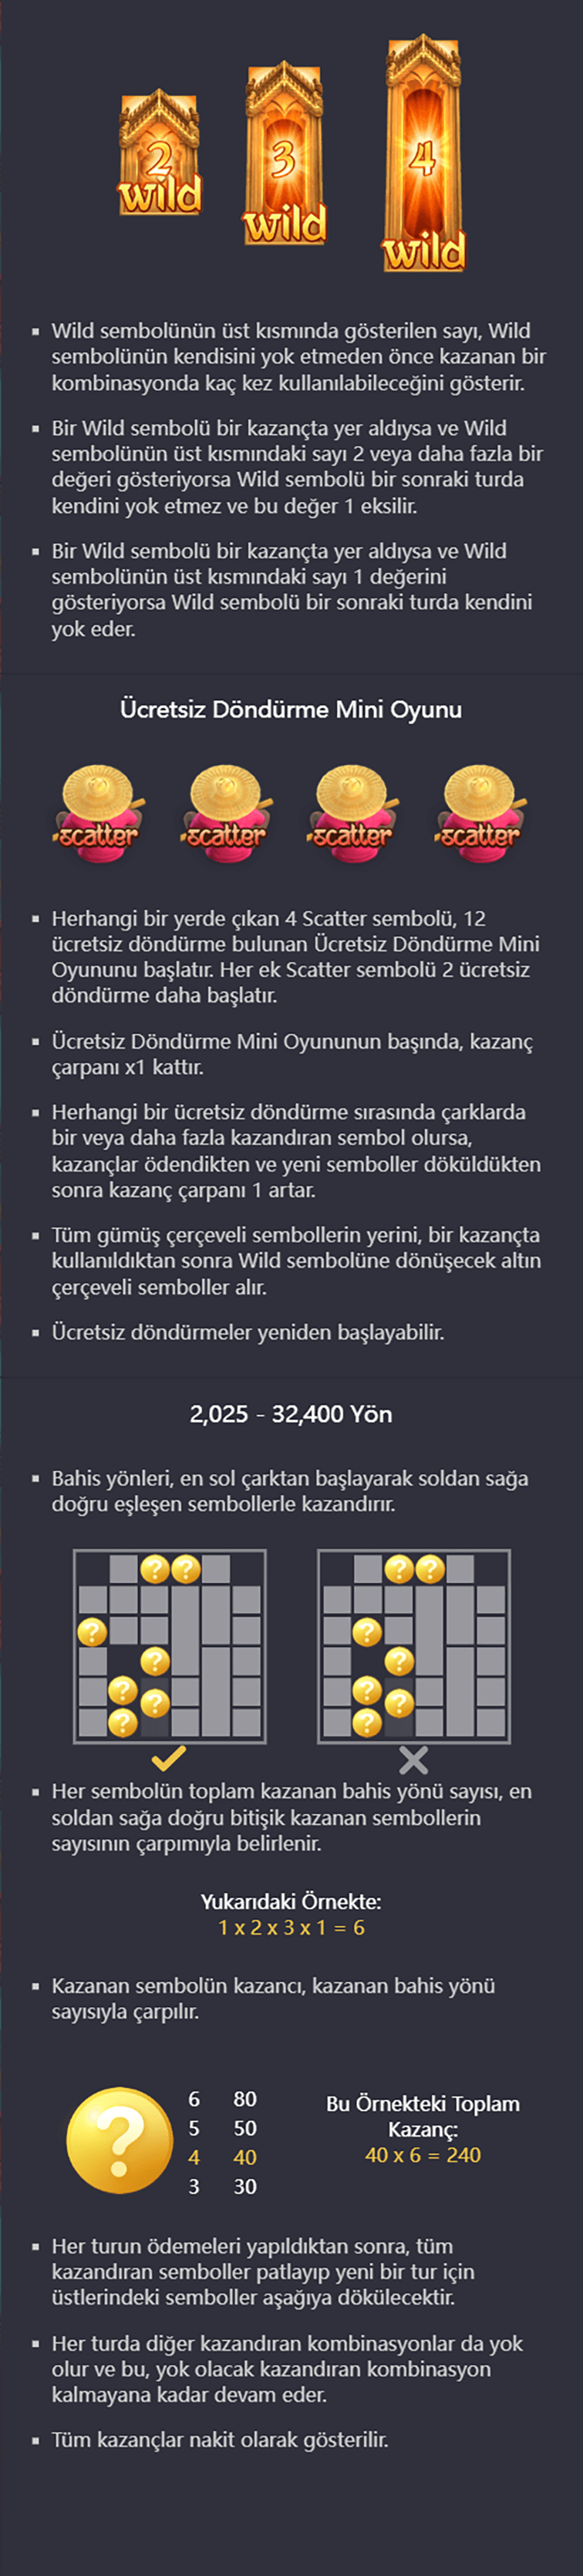 2
wild
3
wild
4
wild
▪ Wild sembolünün üst kısmında gösterilen sayı, Wild
sembolünün kendisini yok etmeden önce kazanan bir
kombinasyonda kaç kez kullanılabileceğini gösterir.
▪ Bir Wild sembolü bir kazançta yer aldıysa ve Wild
sembolünün üst kısmındaki sayı 2 veya daha fazla bir
değeri gösteriyorsa Wild sembolü bir sonraki turda
kendini yok etmez ve bu değer 1 eksilir.
▪ Bir Wild sembolü bir kazançta yer aldıysa ve Wild
sembolünün üst kısmındaki sayı 1 değerini
gösteriyorsa Wild sembolü bir sonraki turda kendini
yok eder.
Ücretsiz Döndürme Mini Oyunu
scatter scatter scatter scatter
▪ Herhangi bir yerde çıkan 4 Scatter sembolü, 12
ücretsiz döndürme bulunan Ücretsiz Döndürme Mini
Oyununu başlatır. Her ek Scatter sembolü 2 ücretsiz
döndürme daha başlatır.
▪ Ücretsiz Döndürme Mini Oyununun başında, kazanç
çarpanı x1 kattır.
▪ Herhangi bir ücretsiz döndürme sırasında çarklarda
bir veya daha fazla kazandıran sembol olursa,
kazançlar ödendikten ve yeni semboller döküldükten
sonra kazanç çarpanı 1 artar.
▪ Tüm gümüş çerçeveli sembollerin yerini, bir kazançta
kullanıldıktan sonra Wild sembolüne dönüşecek altın
çerçeveli semboller alır.
▪ Ücretsiz döndürmeler yeniden başlayabilir.
2,025 - 32,400 Yön
▪ Bahis yönleri, en sol çarktan başlayarak soldan sağa
doğru eşleşen sembollerle kazandırır.
? ? ? ?
? ?
? ?
? ? ? ?
? ?
▪ Her sembolün toplam kazanan bahis yönü sayısı, en
soldan sağa doğru bitişik kazanan sembollerin
sayısının çarpımıyla belirlenir.
Yukarıdaki Örnekte:
1 x 2 x 3 x 1 = 6
▪ Kazanan sembolün kazancı, kazanan bahis yönü
sayısıyla çarpılır.
?
6 80
5 50
4 40
3 30
Bu Örnekteki Toplam
Kazanç:
40 x 6 = 240
▪ Her turun ödemeleri yapıldıktan sonra, tüm
kazandıran semboller patlayıp yeni bir tur için
üstlerindeki semboller aşağıya dökülecektir.
▪ Her turda diğer kazandıran kombinasyonlar da yok
olur ve bu, yok olacak kazandıran kombinasyon
kalmayana kadar devam eder.
▪ Tüm kazançlar nakit olarak gösterilir.